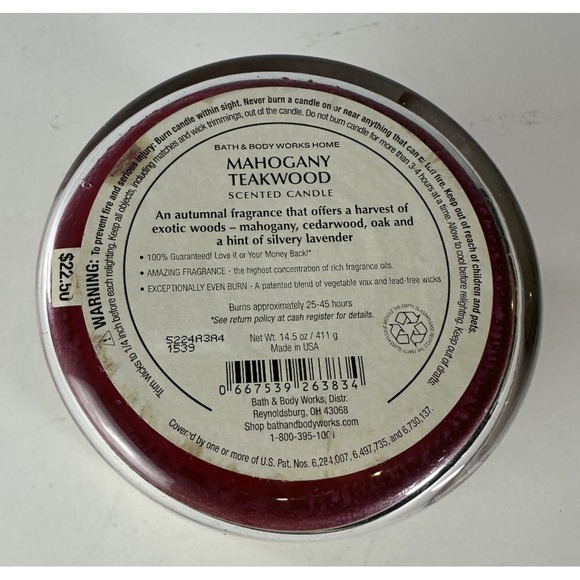 WARNING: To prevent fire and serious injury: Burn candle within sight. Never burn a candle on or near anything that can catch fire. Keep out of reach of children and pets.
Trim wicks to 1/4 inch before each relighting. Keep all objects, including matches and wick trimmings, out of the candle. Do not burn candle for more than 3-4 hours at a time. Allow to cool before relighting. Keep out of drafts.
BATH & BODY WORKS HOME
MAHOGANY
TEAKWOOD
SCENTED CANDLE
An autumnal fragrance that offers a harvest of
exotic woods – mahogany, cedarwood, oak and
a hint of silvery lavender
• 100% Guaranteed! Love it or Your Money Back!*
• AMAZING FRAGRANCE - the highest concentration of rich fragrance oils.
• EXCEPTIONALLY EVEN BURN - A patented blend of vegetable wax and lead-free wicks
$22.50
Burns approximately 25-45 hours
*See return policy at cash register for details.
5224A3A4
1539
Net Wt. 14.5 oz / 411 g
Made in USA
0 667539 263834
Bath & Body Works, Distr.
Reynoldsburg, OH 43068
Shop bathandbodyworks.com
1-800-395-1001
Cover'd by one or more of U.S. Pat. Nos. 6,284,007, 6,497,735, and 6,730,137.